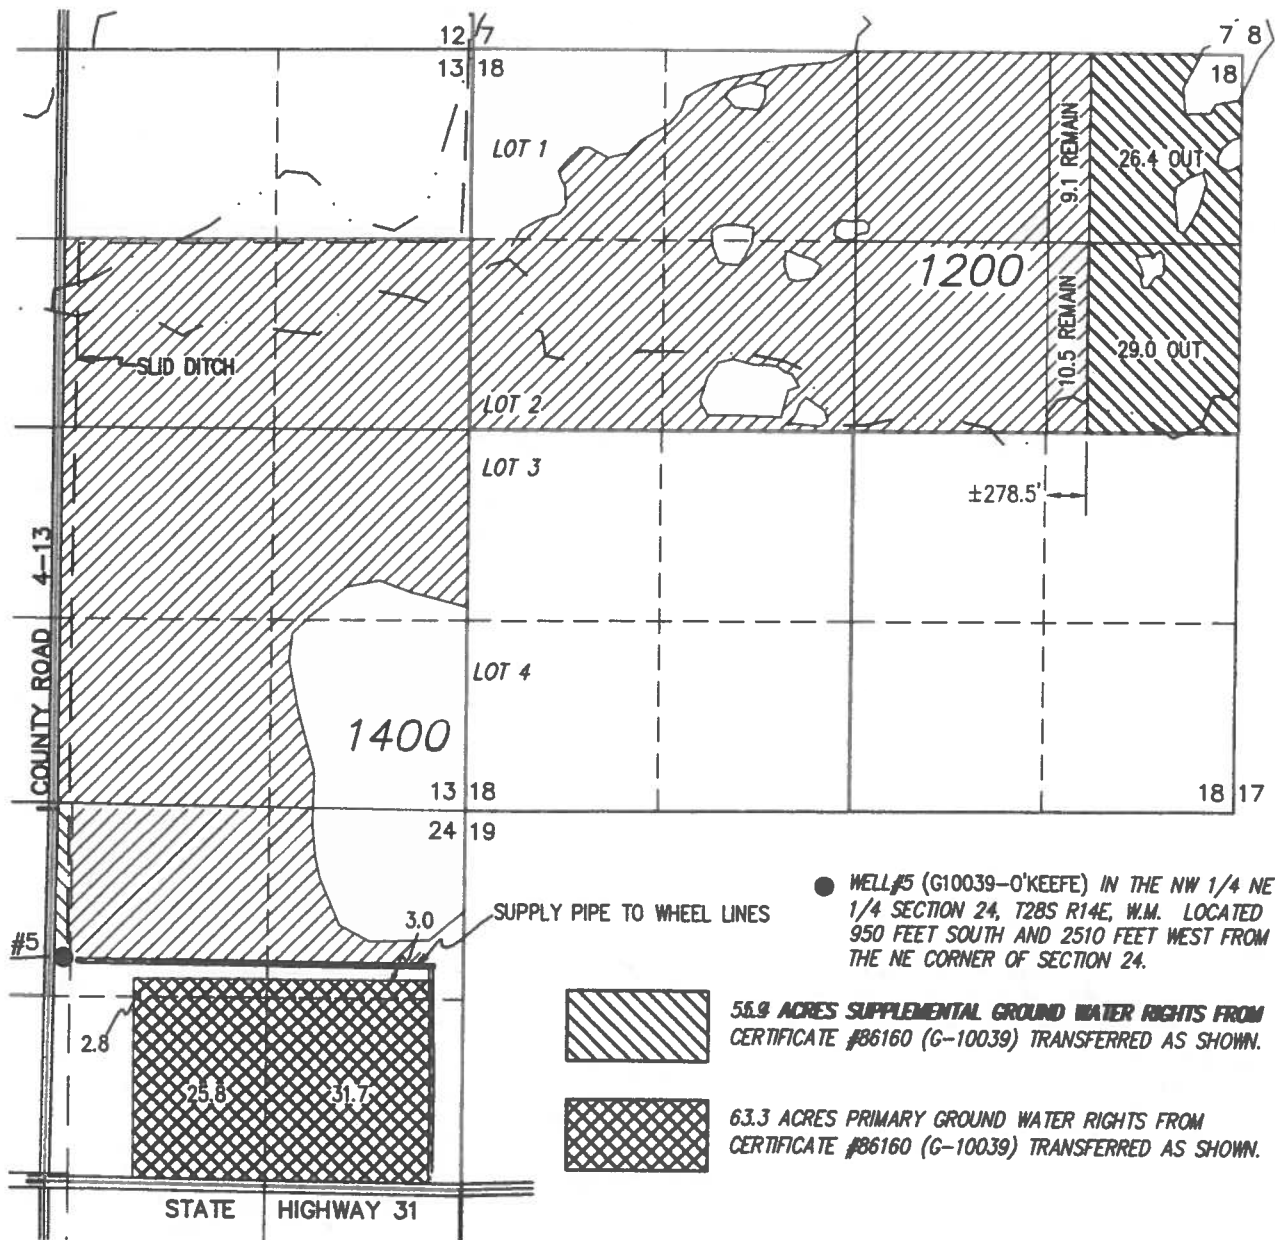 12 7
7 8
13 18
18
LOT 1
9.1 REMAIN
26.4 OUT
1200
10.5 REMAIN
SLID DITCH
29.0 OUT
LOT 2
LOT 3
±278.5'
COUNTY ROAD 4-13
LOT 4
1400
13 18
18 17
24 19
WELL#5 (G10039-O'KEEFE) IN THE NW 1/4 NE
1/4 SECTION 24, T28S R14E, W.M. LOCATED
950 FEET SOUTH AND 2510 FEET WEST FROM
THE NE CORNER OF SECTION 24.
3.0
SUPPLY PIPE TO WHEEL LINES
#5
ACRES SUPPLEMENTAL GROUND WATER RIGHTS FROM
CERTIFICATE #86160 (G-10039) TRANSFERRED AS SHOWN.
2.8
25.8
31.7
63.3 ACRES PRIMARY GROUND WATER RIGHTS FROM
CERTIFICATE #86160 (G-10039) TRANSFERRED AS SHOWN.
STATE HIGHWAY 31